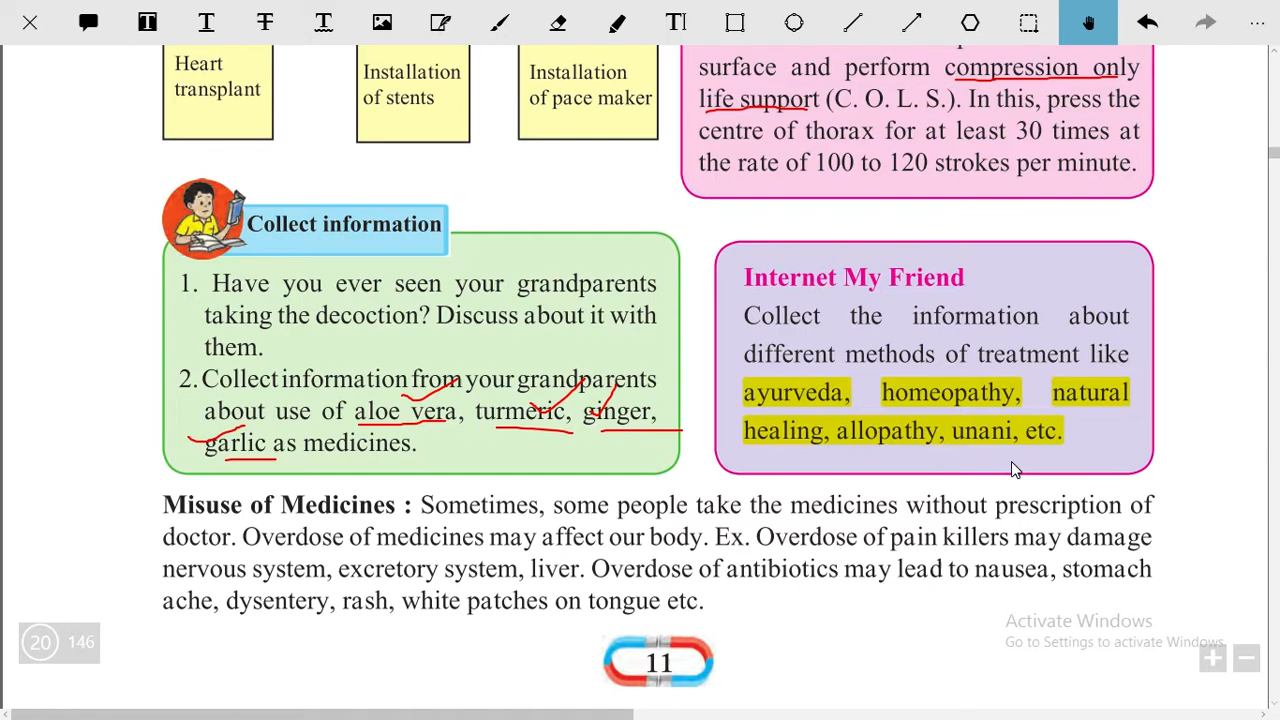 Heart
transplant
Installation
of stents
Installation
of pace maker
surface and perform compression only
life support (C. O. L. S.). In this, press the
centre of thorax for at least 30 times at
the rate of 100 to 120 strokes per minute.
Collect information
1. Have you ever seen your grandparents
taking the decoction? Discuss about it with
them.
2. Collect information from your grandparents
about use of aloe vera, turmeric, ginger,
garlic as medicines.
Internet My Friend
Collect the information about
different methods of treatment like
ayurveda, homeopathy, natural
healing, allopathy, unani, etc.
Misuse of Medicines : Sometimes, some people take the medicines without prescription of
doctor. Overdose of medicines may affect our body. Ex. Overdose of pain killers may damage
nervous system, excretory system, liver. Overdose of antibiotics may lead to nausea, stomach
ache, dysentery, rash, white patches on tongue etc.
Activate Windows
Go to Settings to activate Windows.
20 146
11